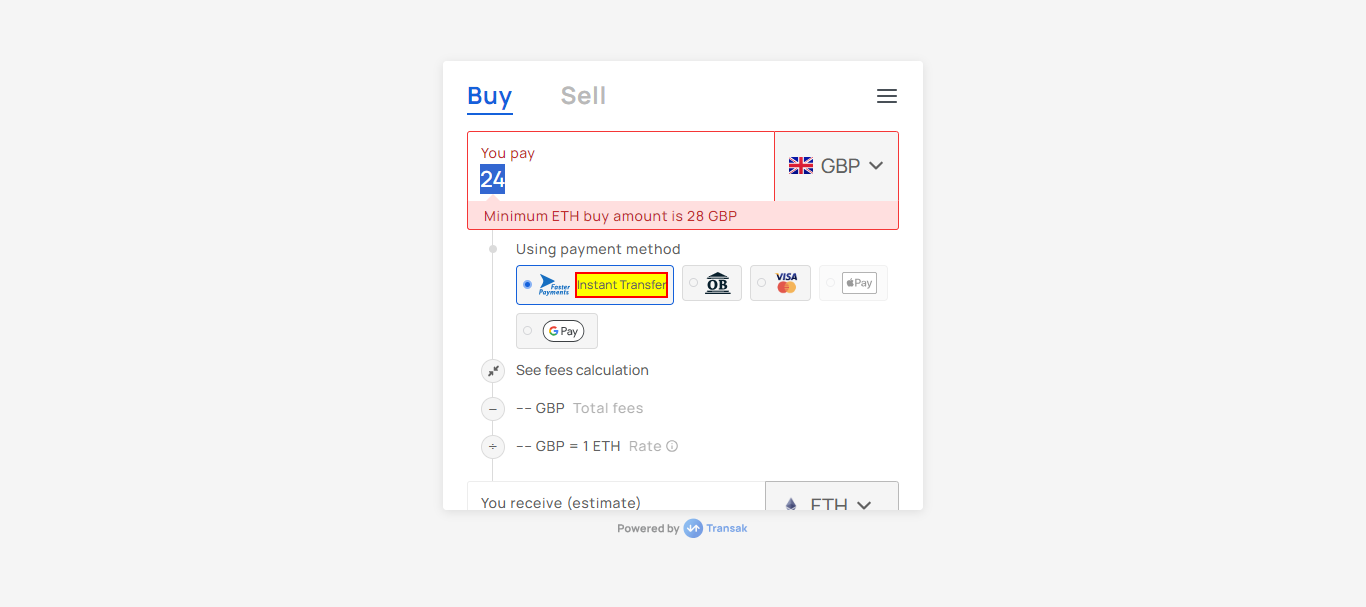 Buy Sell
You pay
24
GBP
Minimum ETH buy amount is 28 GBP
Using payment method
Faster Payments Instant Transfer
OB
VISA
Pay
G Pay
See fees calculation
−
-- GBP Total fees
÷
-- GBP = 1 ETH Rate
You receive (estimate)
ETH
Powered by Transak